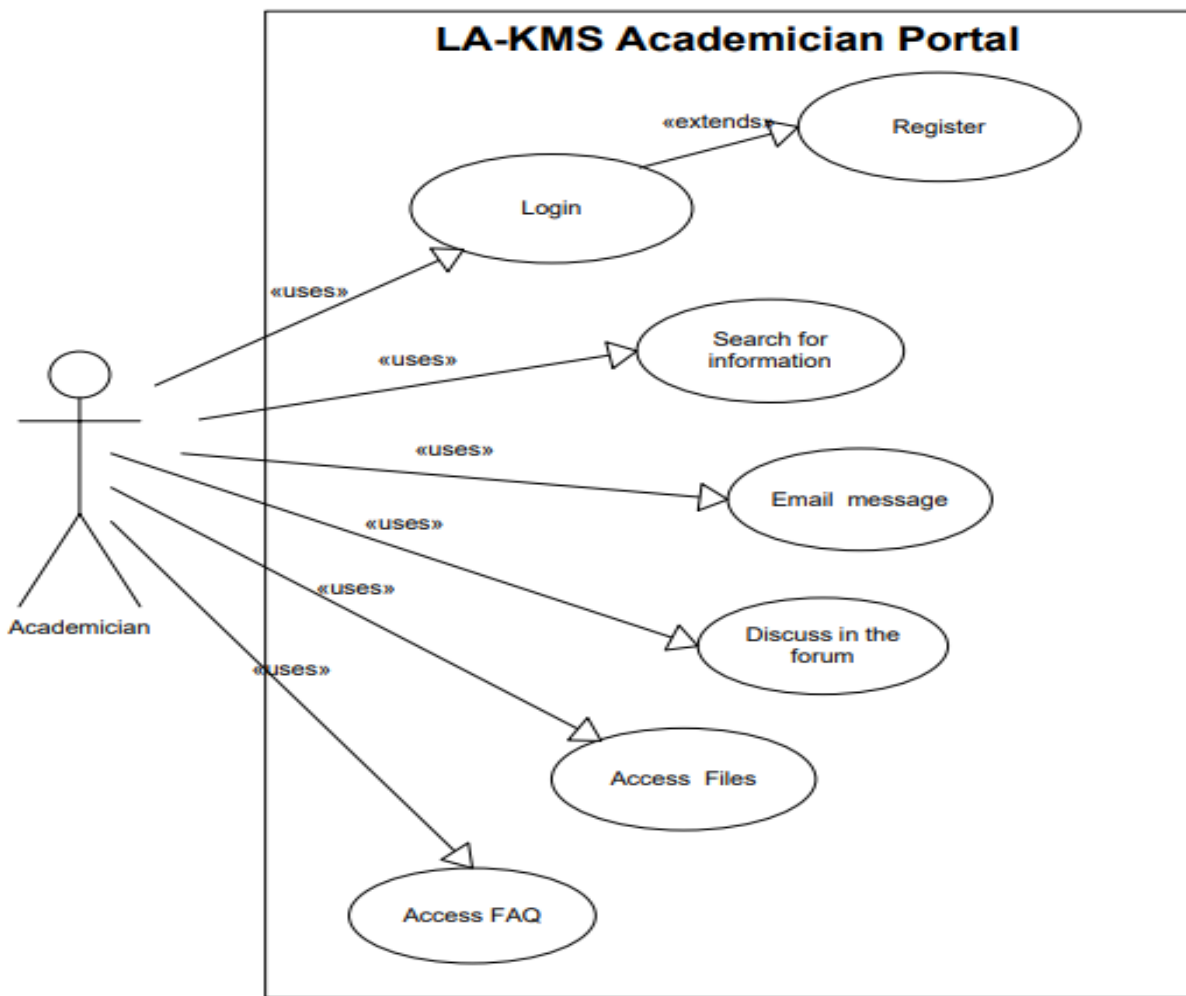 LA-KMS Academician Portal
«extends»
Register
Login
«uses»
Search for
information
«uses»
«uses»
Email  message
«uses»
Discuss in the
forum
«uses»
Academician
«uses»
Access  Files
Access FAQ